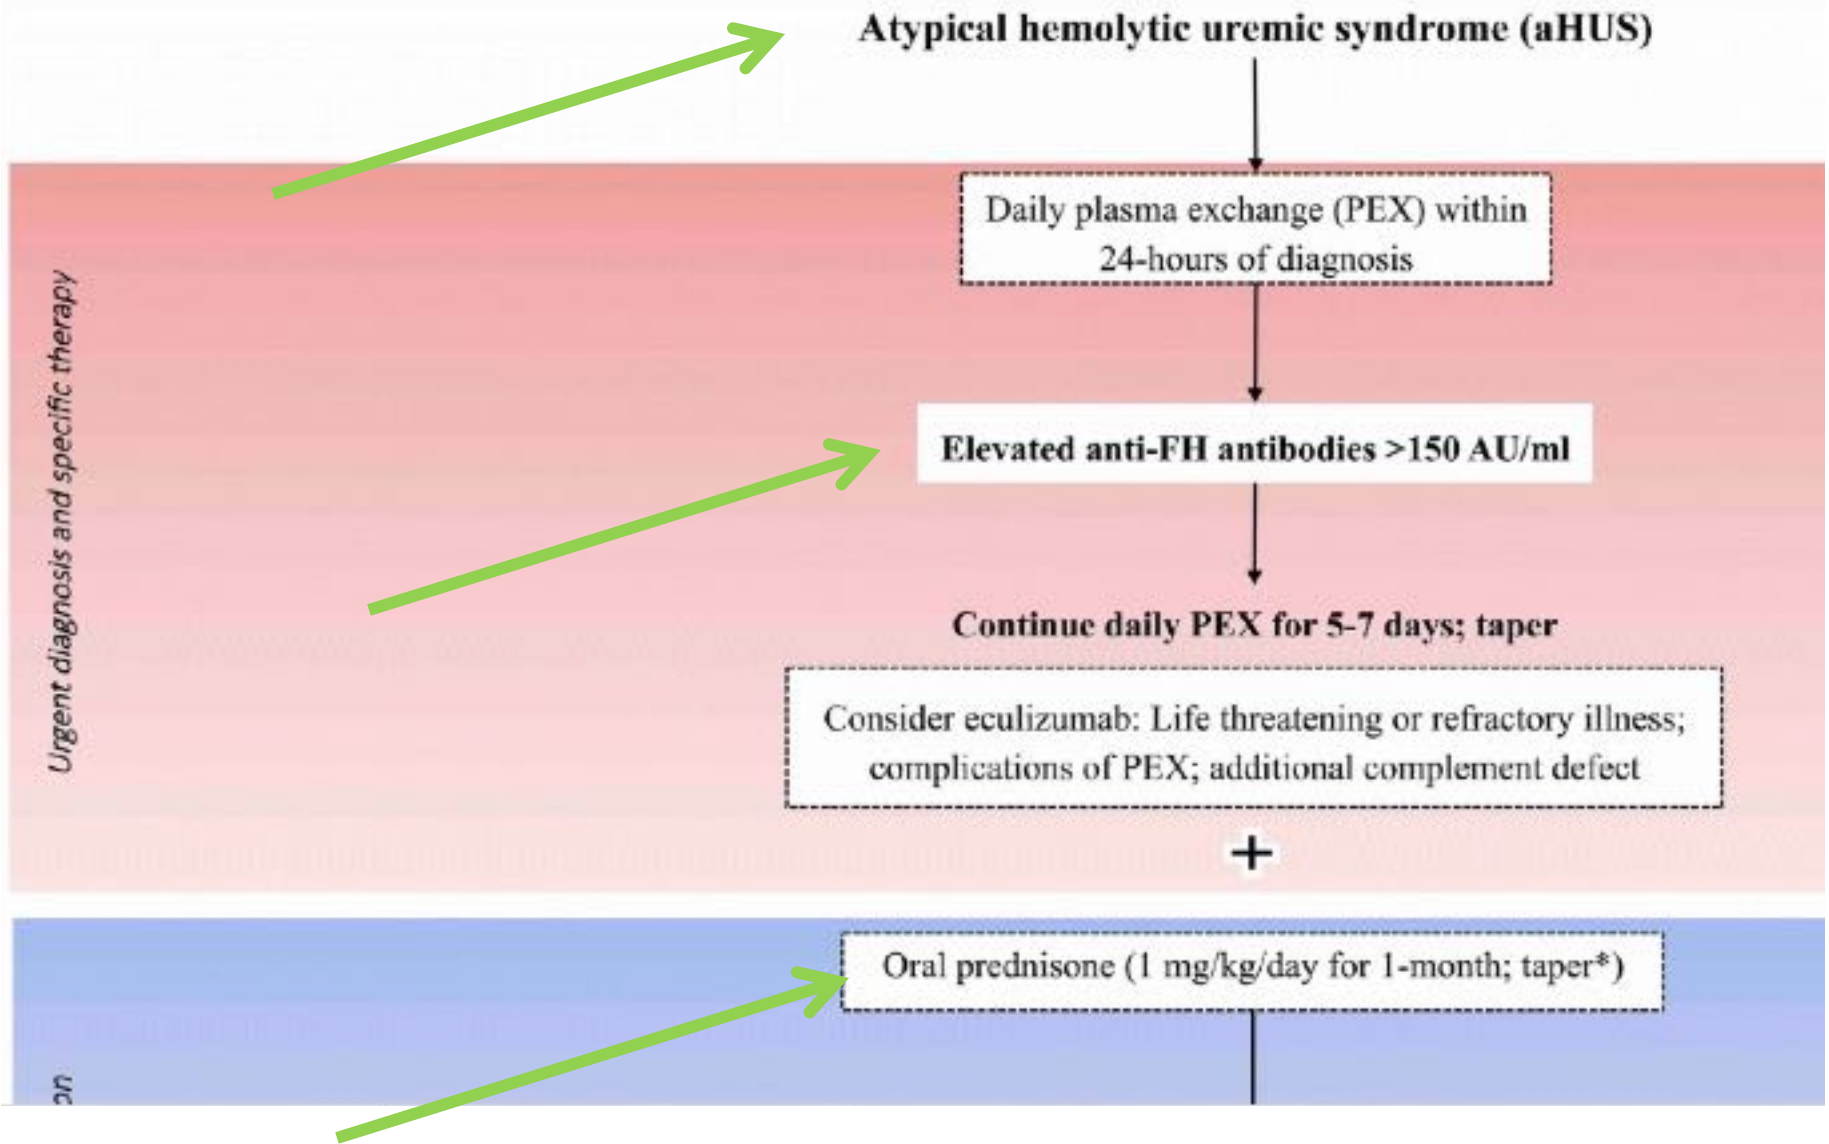 Atypical hemolytic uremic syndrome (aHUS)
Urgent diagnosis and specific therapy
Daily plasma exchange (PEX) within
24-hours of diagnosis
Elevated anti-FH antibodies >150 AU/ml
Continue daily PEX for 5-7 days; taper
Consider eculizumab: Life threatening or refractory illness;
complications of PEX; additional complement defect
+
Oral prednisone (1 mg/kg/day for 1-month; taper*)
on